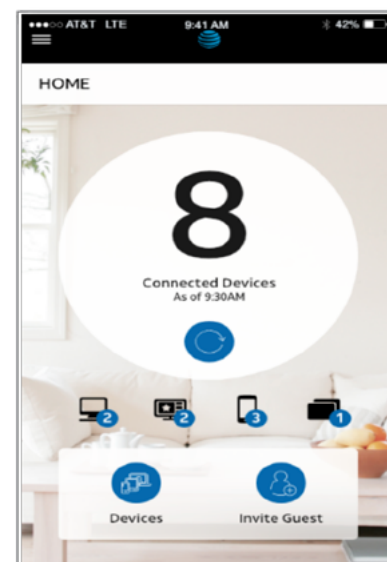 AT&T LTE 9:41 AM 42%
HOME
8
Connected Devices
As of 9:30AM
2 2 3 1
Devices Invite Guest